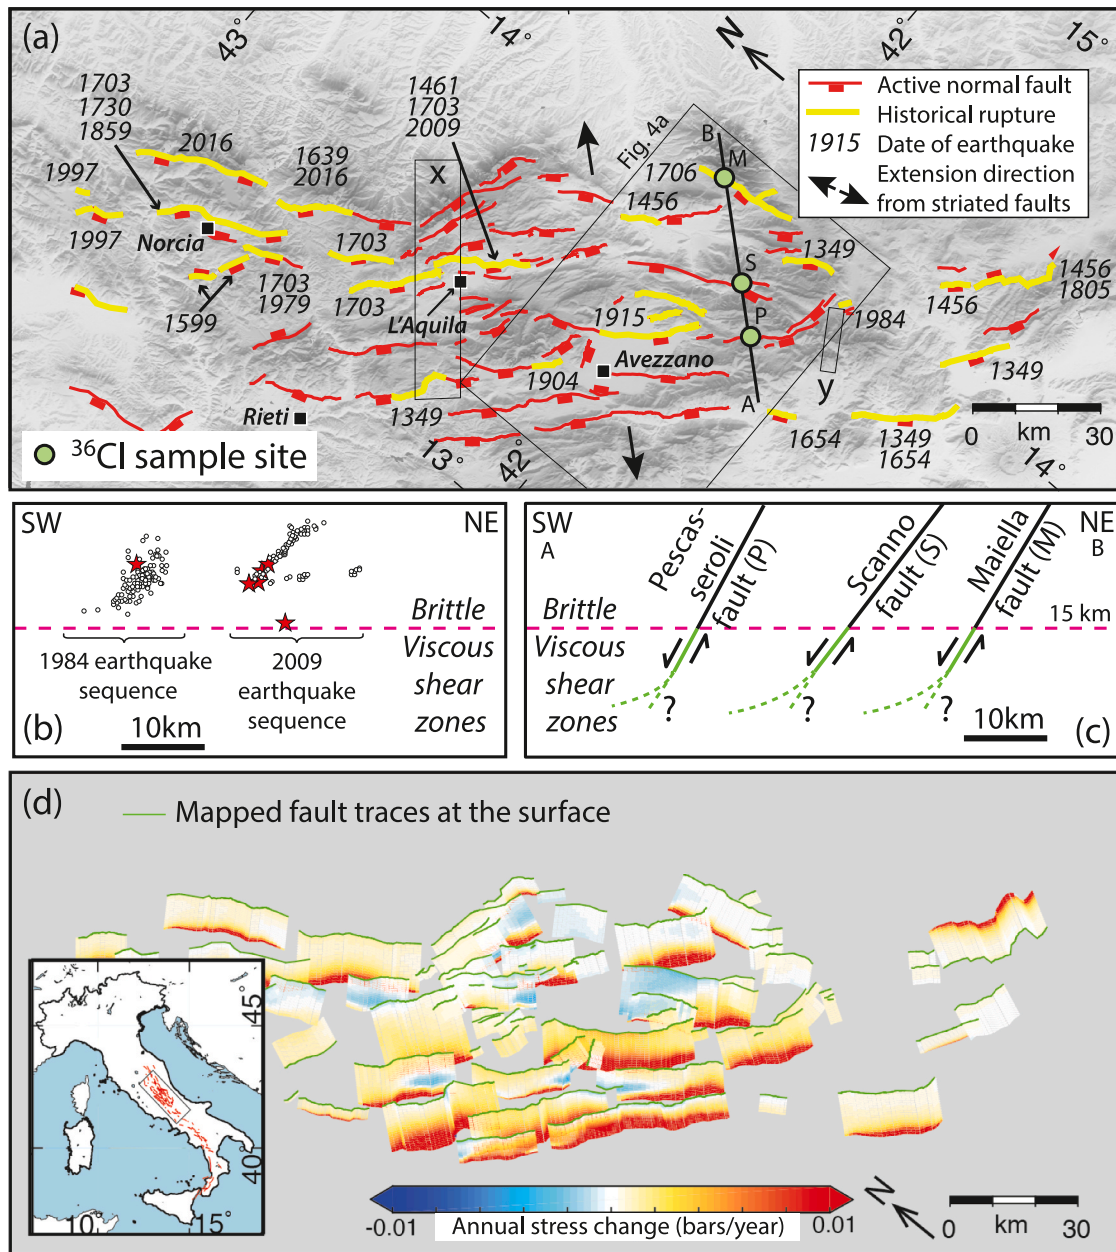 (a)
43°
14°
N
42°
15°
Active normal fault
Historical rupture
1915 Date of earthquake
Extension direction
from striated faults
1703
1730
1859
2016
1997
1639
2016
1461
1703
2009
X
Fig. 4a
B
M
1706
1456
1997
Norcia
1703
1703
1979
1703
1599
L'Aquila
S
1349
1456
1456
1805
1915
P
1984
Avezzano
1904
A
y
1349
Rieti
1349
1654
1349
1654
0 km 30
13°
42°
14°
36Cl sample site
SW
NE
Brittle
Viscous
shear
zones
1984 earthquake
sequence
2009
earthquake
sequence
(b)
10km
SW
A
NE
B
Pescas-
seroli
fault (P)
Scanno
fault (S)
Maiella
fault (M)
Brittle
15 km
Viscous
shear
zones
?
?
?
10km
(c)
(d)
Mapped fault traces at the surface
45°
40°
10°
15°
-0.01 Annual stress change (bars/year) 0.01
N
0 km 30